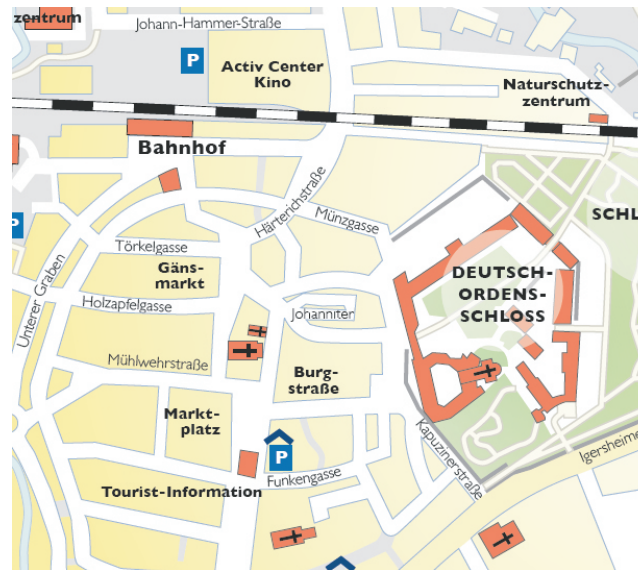 zentrum
Johann-Hammer-Straße
P
Activ Center
Kino
Naturschutz-
zentrum
Bahnhof
Härterichstraße
Münzgasse
P
SCHL
Törkelgasse
Gäns-
markt
DEUTSCH-
ORDENS-
SCHLOSS
Unterer Graben
Holzapfelgasse
Johanniter
Mühlwehrstraße
Burg-
straße
Markt-
platz
Kapuzinerstraße
P
Igersheime
Funkengasse
Tourist-Information